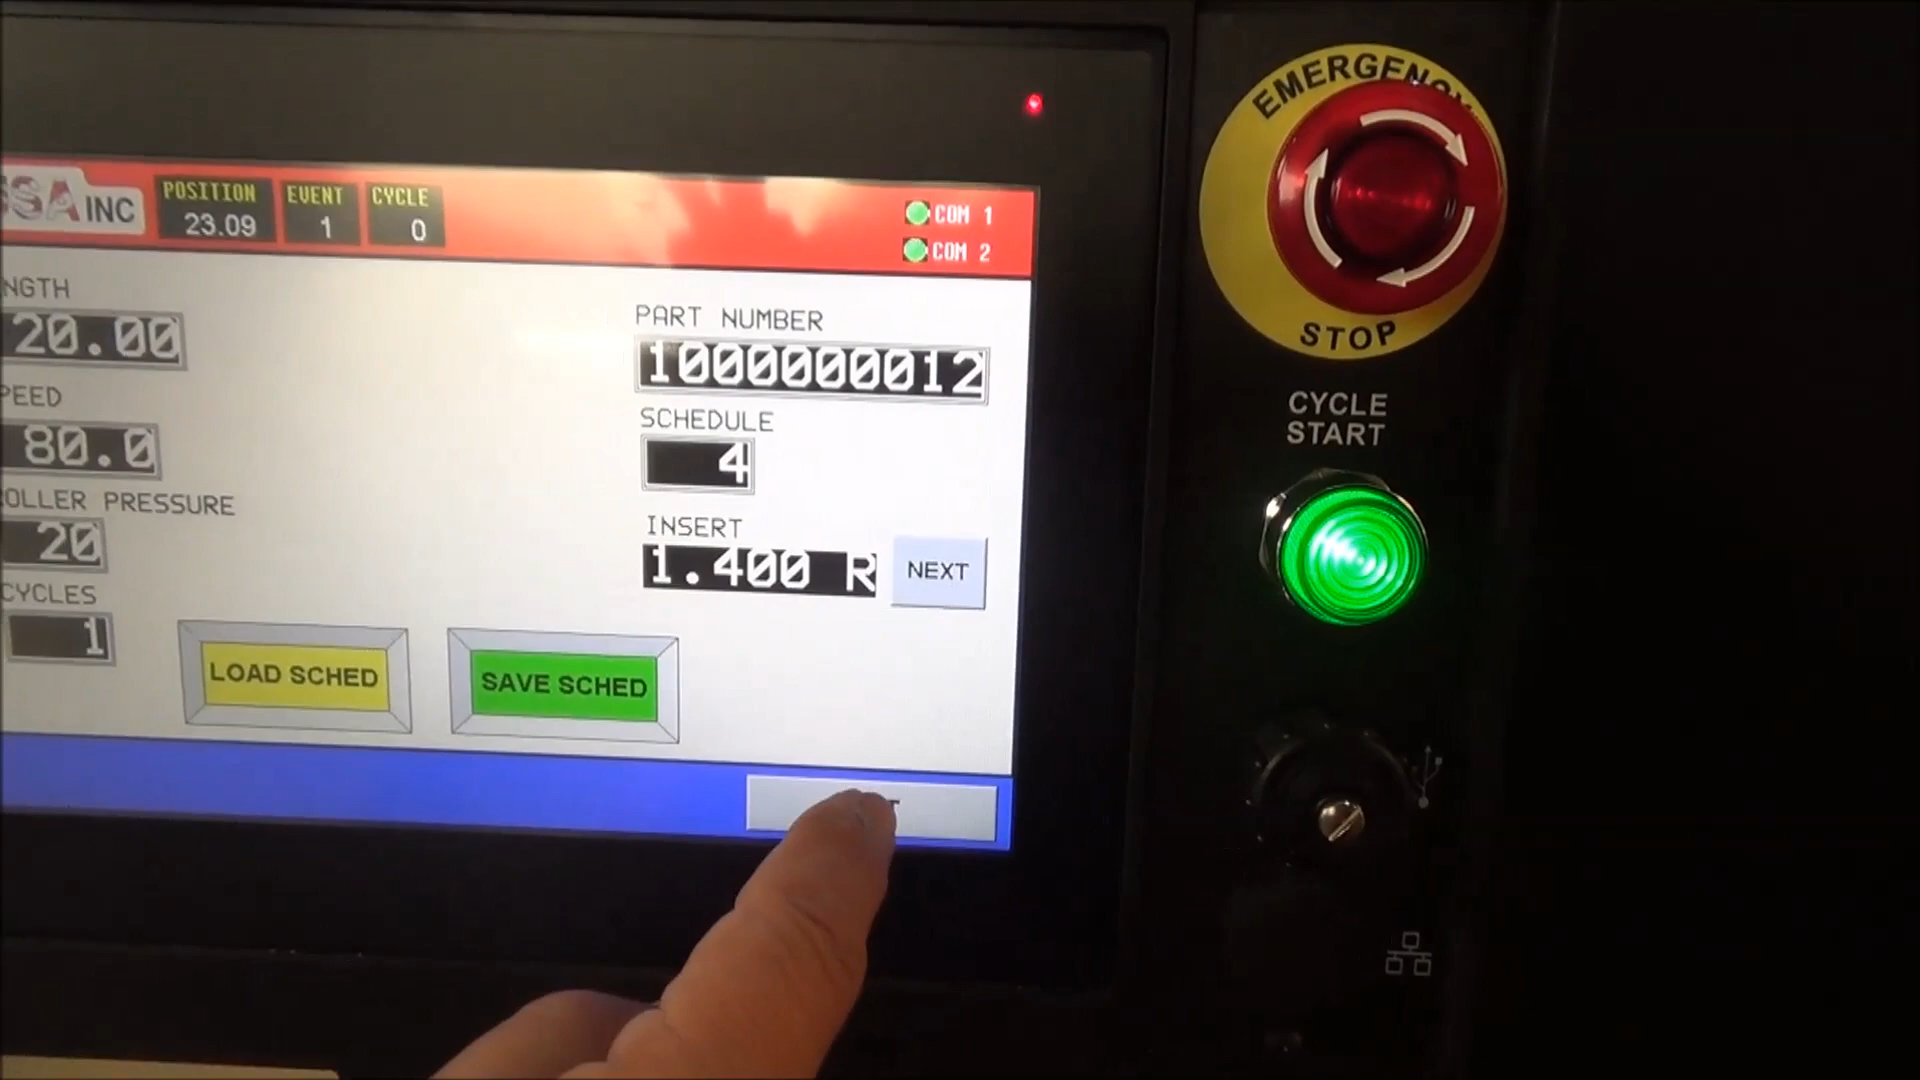 SSA INC
POSITION
23.09
EVENT
1
CYCLE
0
COM 1
COM 2
NGTH
20.00
PEED
80.0
OLLER PRESSURE
20
CYCLES
1
PART NUMBER
1000000012
SCHEDULE
4
INSERT
1.400 R
NEXT
LOAD SCHED
SAVE SCHED
EMERGENCY
STOP
CYCLE
START